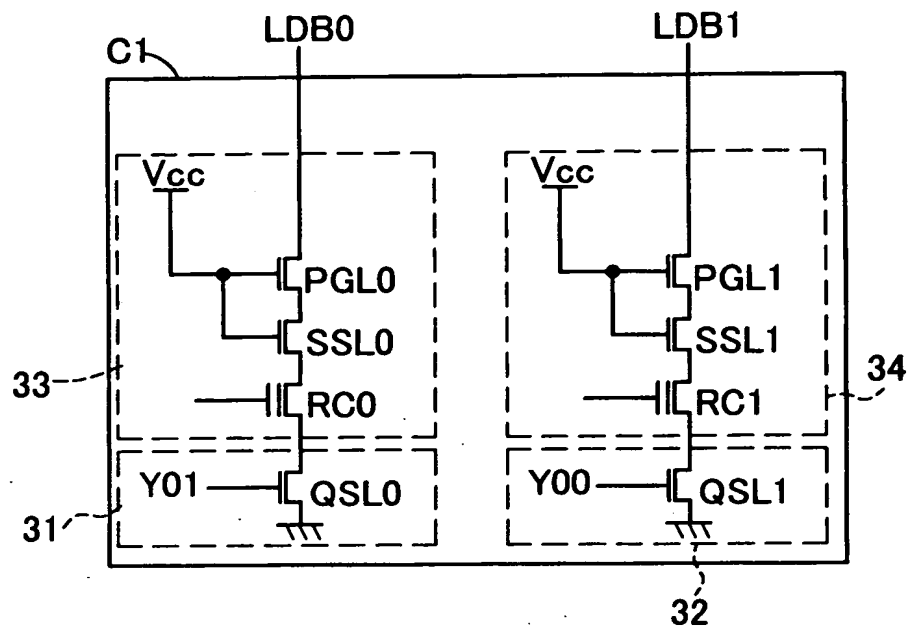 LDB0 LDB1
C1
Vcc Vcc
PGL0 PGL1
SSL0 SSL1
33 34
RC0 RC1
Y01 QSL0 Y00 QSL1
31
32